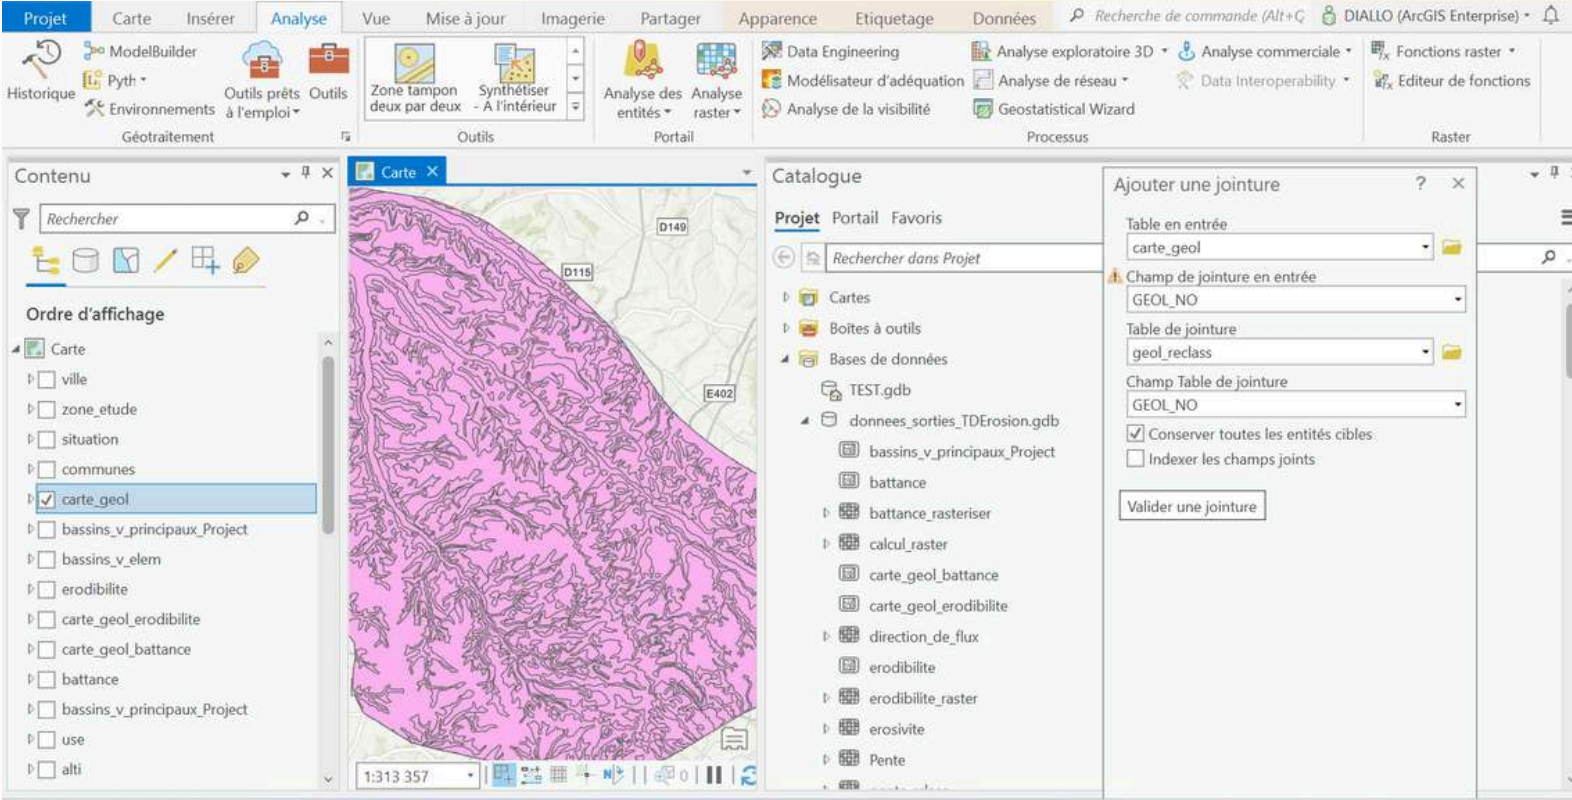 Projet Carte Insérer Analyse Vue Mise à jour Imagerie Partager Apparence Etiquetage Données Recherche de commande (Alt+Q DIALLO (ArcGIS Enterprise)
Historique
ModelBuilder
Pyth
Environnements
Outils prêts
à l'emploi
Outils
Géotraitement
Zone tampon
deux par deux
Synthétiser
- A l'intérieur
Outils
Analyse des
entités
Analyse
raster
Portail
Data Engineering
Modélisateur d'adéquation
Analyse de la visibilité
Analyse exploratoire 3D
Analyse de réseau
Geostatistical Wizard
Analyse commerciale
Data Interoperability
Processus
Fonctions raster
Editeur de fonctions
Raster
Contenu
Rechercher
Ordre d'affichage
Carte
ville
zone_etude
situation
communes
carte_geol
bassins_v_principaux_Project
bassins_v_elem
erodibilite
carte_geol_erodibilite
carte_geol_battance
battance
bassins_v_principaux_Project
use
alti
Carte
D149
D115
E402
1:313 357
0
Catalogue
Projet Portail Favoris
Rechercher dans Projet
Cartes
Boîtes à outils
Bases de données
TEST.gdb
donnees_sorties_TDErosion.gdb
bassins_v_principaux_Project
battance
battance_rasteriser
calcul_raster
carte_geol_battance
carte_geol_erodibilite
direction_de_flux
erodibilite
erodibilite_raster
erosivite
Pente
Ajouter une jointure
Table en entrée
carte_geol
Champ de jointure en entrée
GEOL_NO
Table de jointure
geol_reclass
Champ Table de jointure
GEOL_NO
Conserver toutes les entités cibles
Indexer les champs joints
Valider une jointure